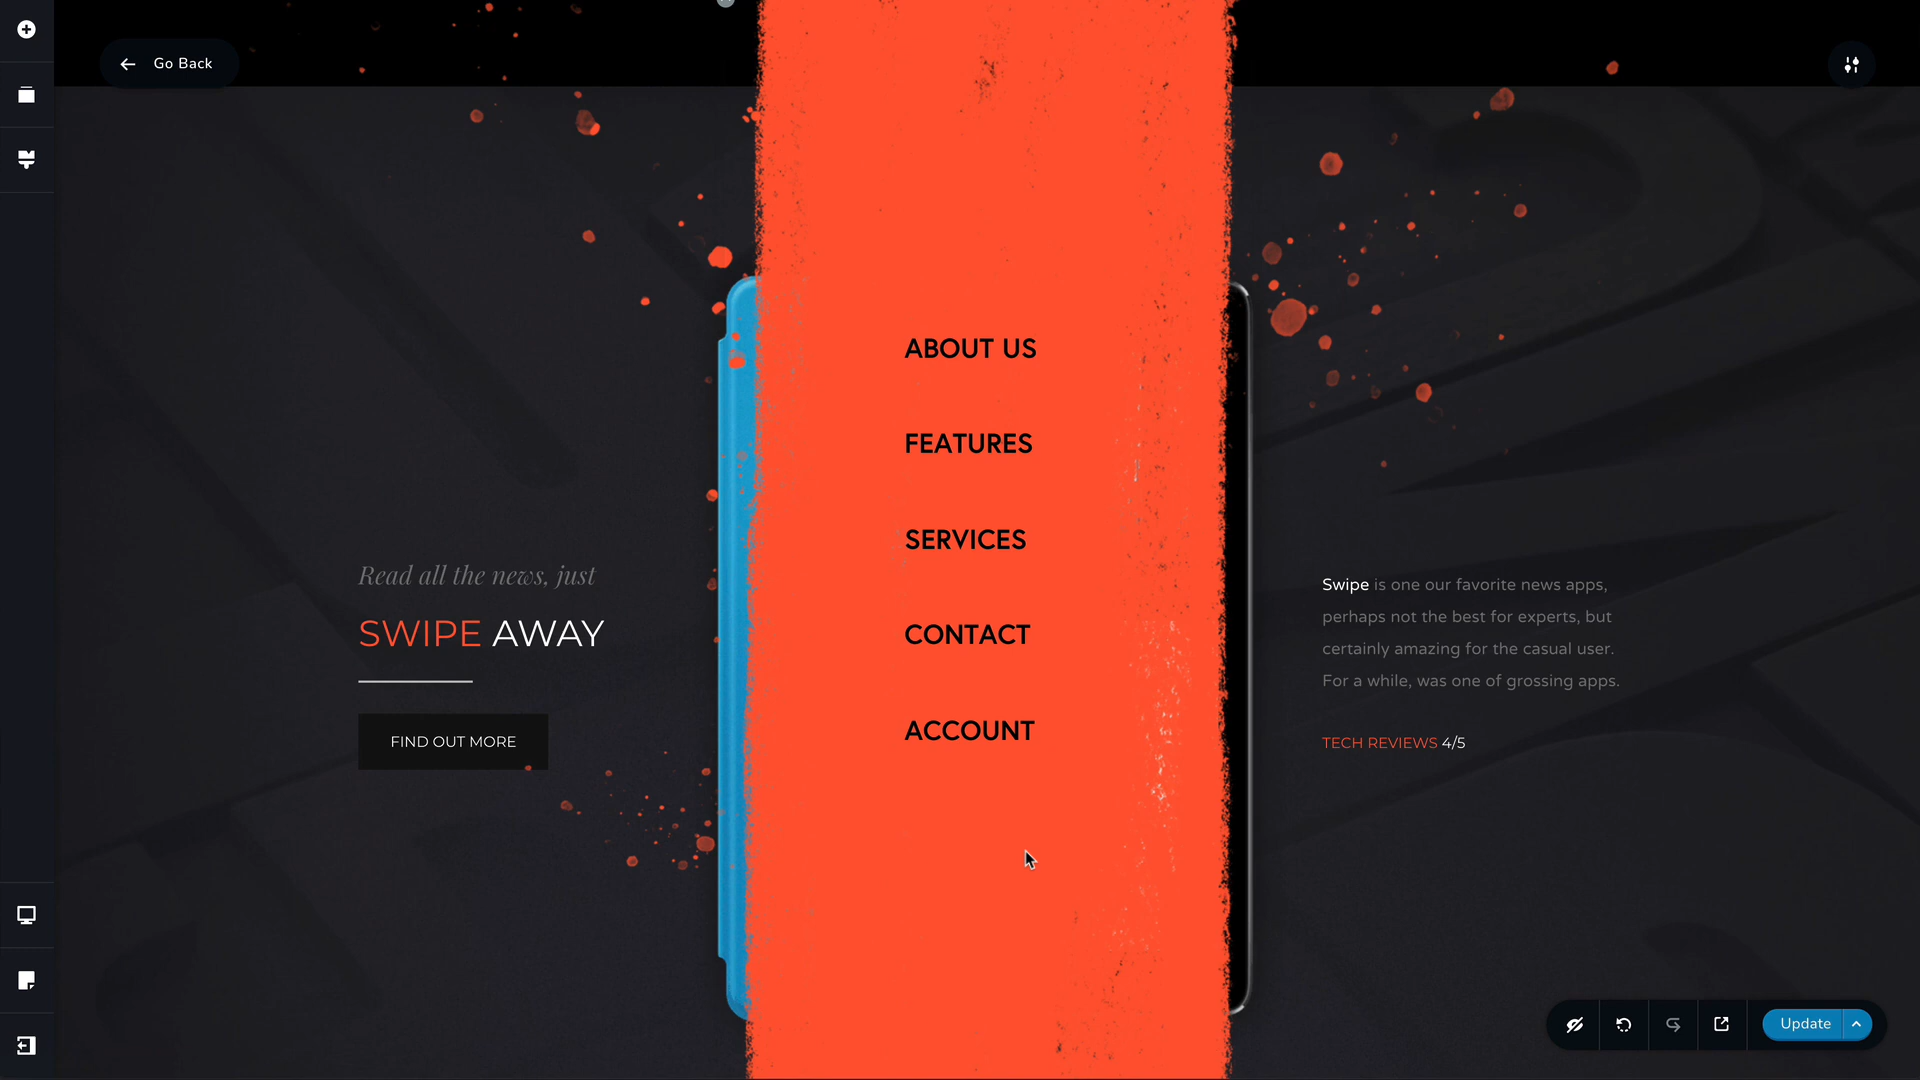 Go Back
ABOUT US
FEATURES
SERVICES
CONTACT
ACCOUNT
Read all the news, just
SWIPE AWAY
FIND OUT MORE
Swipe is one our favorite news apps,
perhaps not the best for experts, but
certainly amazing for the casual user.
For a while, was one of grossing apps.
TECH REVIEWS 4/5
Update